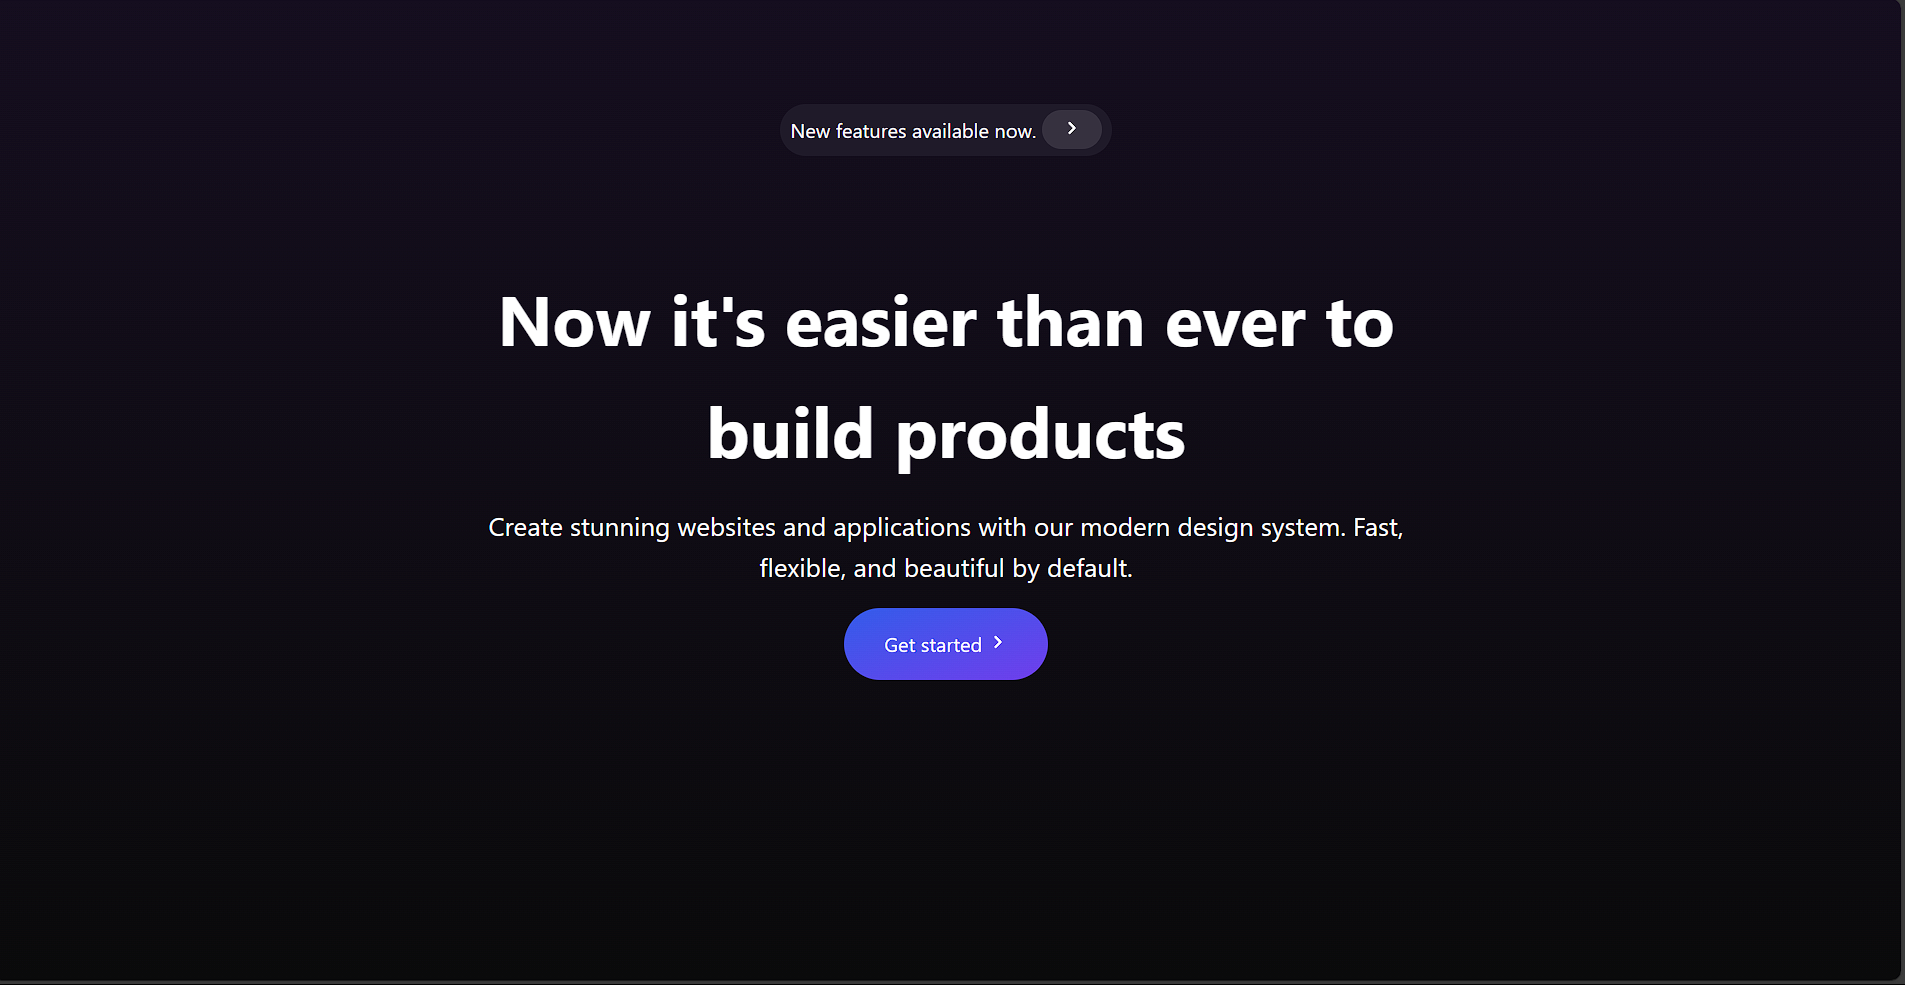 New features available now.
Now it's easier than ever to
build products
Create stunning websites and applications with our modern design system. Fast,
flexible, and beautiful by default.
Get started